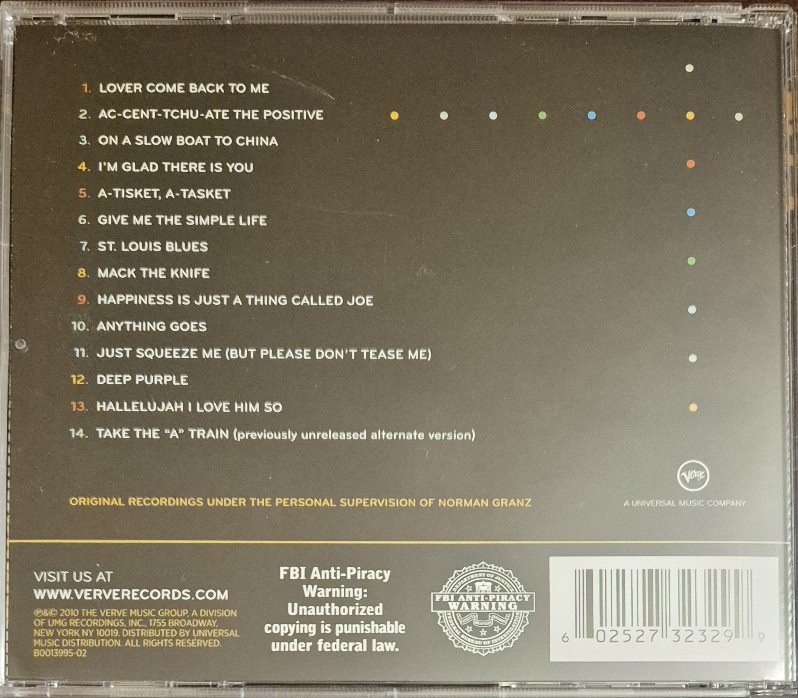 1. LOVER COME BACK TO ME
2. AC-CENT-TCHU-ATE THE POSITIVE
3. ON A SLOW BOAT TO CHINA
4. I'M GLAD THERE IS YOU
5. A-TISKET, A-TASKET
6. GIVE ME THE SIMPLE LIFE
7. ST. LOUIS BLUES
8. MACK THE KNIFE
9. HAPPINESS IS JUST A THING CALLED JOE
10. ANYTHING GOES
11. JUST SQUEEZE ME (BUT PLEASE DON'T TEASE ME)
12. DEEP PURPLE
13. HALLELUJAH I LOVE HIM SO
14. TAKE THE "A" TRAIN (previously unreleased alternate version)
Verve
ORIGINAL RECORDINGS UNDER THE PERSONAL SUPERVISION OF NORMAN GRANZ
A UNIVERSAL MUSIC COMPANY
VISIT US AT
WWW.VERVERECORDS.COM
℗&© 2010 THE VERVE MUSIC GROUP, A DIVISION
OF UMG RECORDINGS, INC., 1755 BROADWAY,
NEW YORK NY 10019. DISTRIBUTED BY UNIVERSAL
MUSIC DISTRIBUTION. ALL RIGHTS RESERVED.
B0013995-02
FBI Anti-Piracy
Warning:
Unauthorized
copying is punishable
under federal law.
DEPARTMENT OF JUSTICE
FBI ANTI-PIRACY
WARNING
FEDERAL BUREAU OF INVESTIGATION
6 02527 32329 9